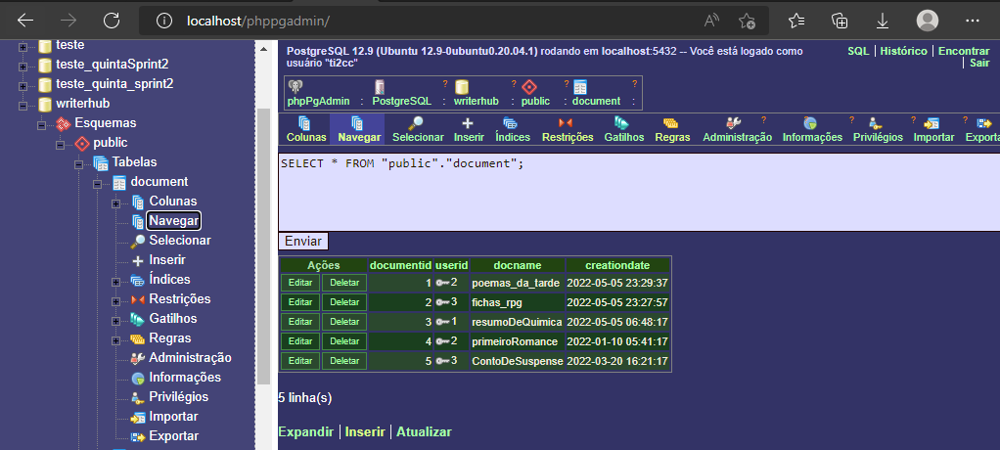 localhost/phppgadmin/
teste
teste_quintaSprint2
teste_quinta_sprint2
writerhub
Esquemas
public
Tabelas
document
Colunas
Navegar
Selecionar
Inserir
Índices
Restrições
Gatilhos
Regras
Administração
Informações
Privilégios
Importar
Exportar
PostgreSQL 12.9 (Ubuntu 12.9-0ubuntu0.20.04.1) rodando em localhost:5432 -- Você está logado como
usuário "ti2cc"
SQL | Histórico | Encontrar
| Sair
phpPgAdmin : PostgreSQL ? : writerhub ? : public ? : document ? :
Colunas Navegar Selecionar ? Inserir Índices ? Restrições ? Gatilhos ? Regras ? Administração ? Informações ? Privilégios ? Importar ? Exporta
SELECT * FROM "public"."document";
Enviar
Ações documentid userid docname creationdate
Editar Deletar 1 2 poemas_da_tarde 2022-05-05 23:29:37
Editar Deletar 2 3 fichas_rpg 2022-05-05 23:27:57
Editar Deletar 3 1 resumoDeQuimica 2022-05-05 06:48:17
Editar Deletar 4 2 primeiroRomance 2022-01-10 05:41:17
Editar Deletar 5 3 ContoDeSuspense 2022-03-20 16:21:17
5 linha(s)
Expandir | Inserir | Atualizar